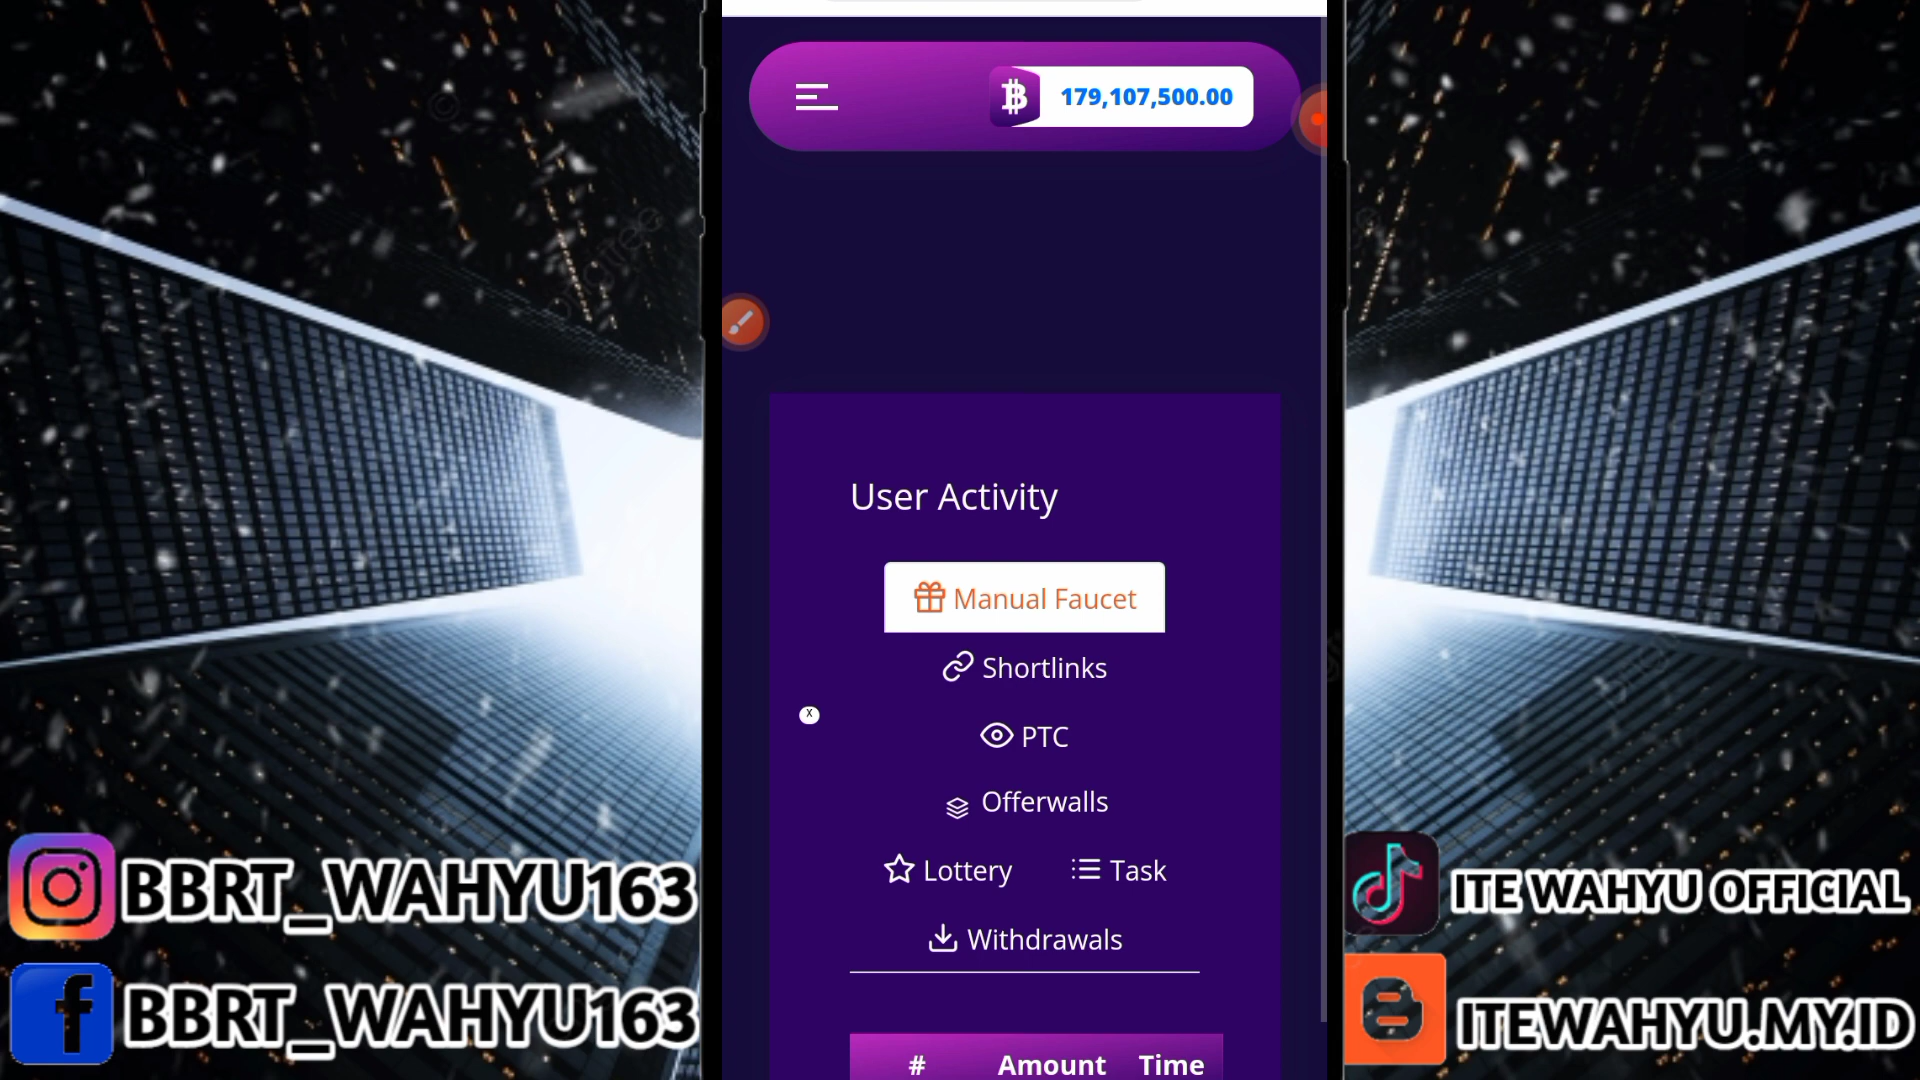 179,107,500.00
User Activity
Manual Faucet
Shortlinks
X
PTC
Offerwalls
Lottery
Task
Withdrawals
# Amount Time
BBRT_WAHYU163
BBRT_WAHYU163
ITE WAHYU OFFICIAL
ITEWAHYU.MY.ID